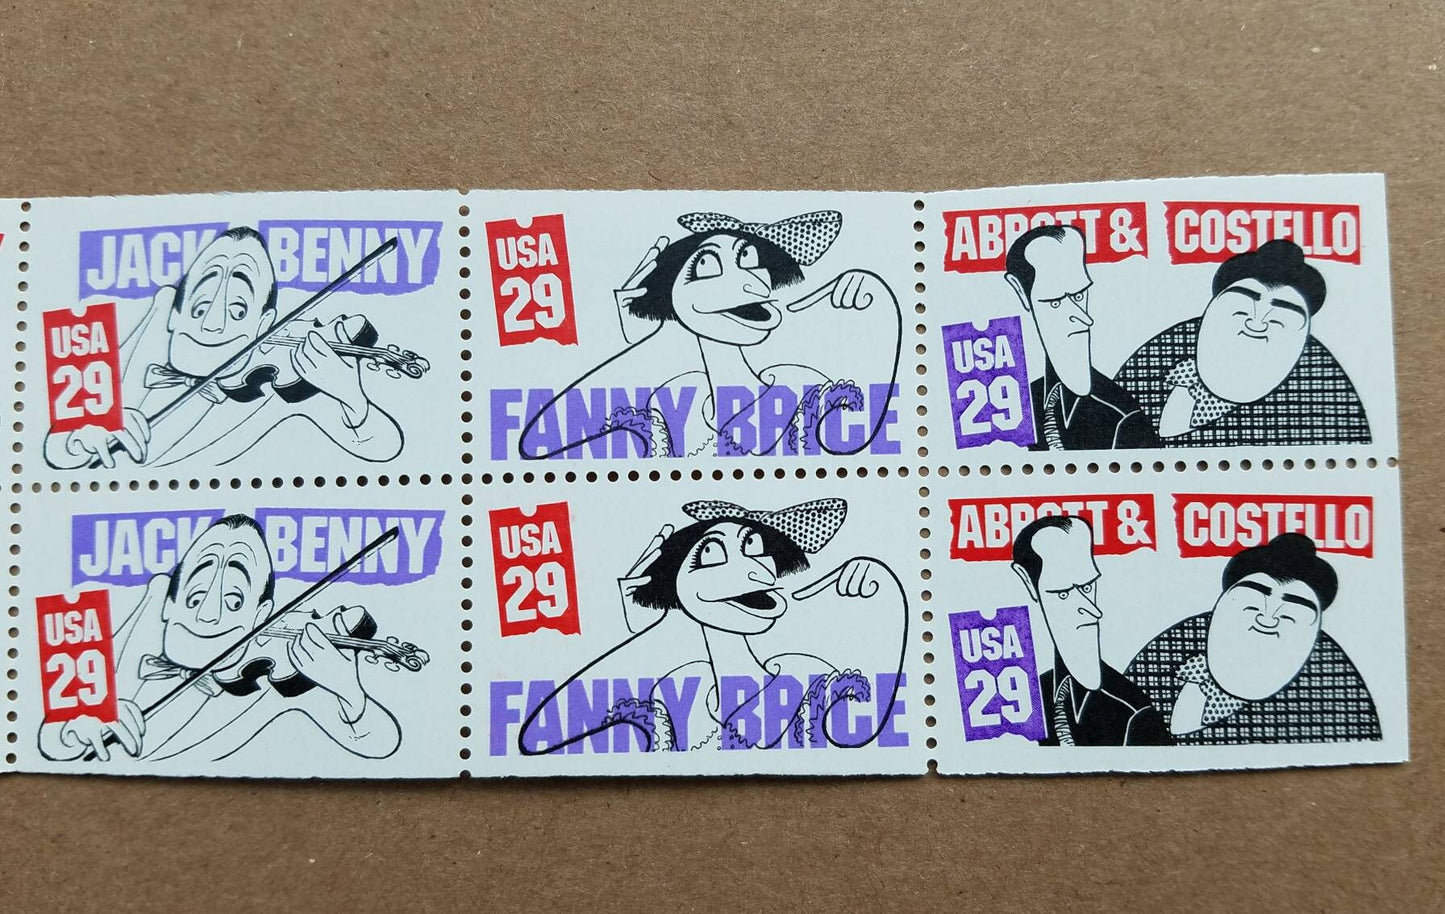 JACK BENNY
USA
29
USA
29
FANNY BRICE
ABBOTT & COSTELLO
USA
29
JACK BENNY
USA
29
USA
29
FANNY BRICE
ABBOTT & COSTELLO
USA
29